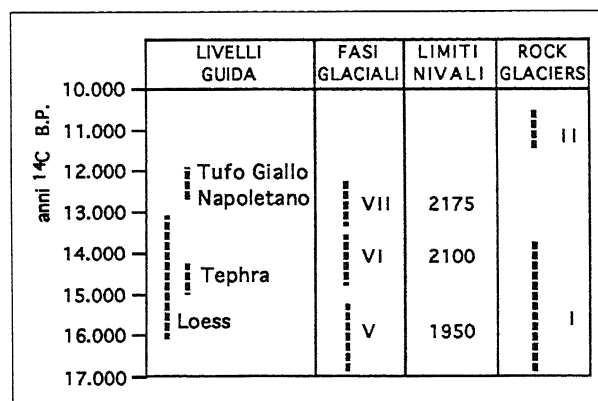 LIVELLI GUIDA
FASI GLACIALI
LIMITI NIVALI
ROCK GLACIERS
anni ¹⁴C B.P.
10.000
11.000
12.000
13.000
14.000
15.000
16.000
17.000
Tufo Giallo
Napoletano
Tephra
Loess
VII
VI
V
2175
2100
1950
II
I